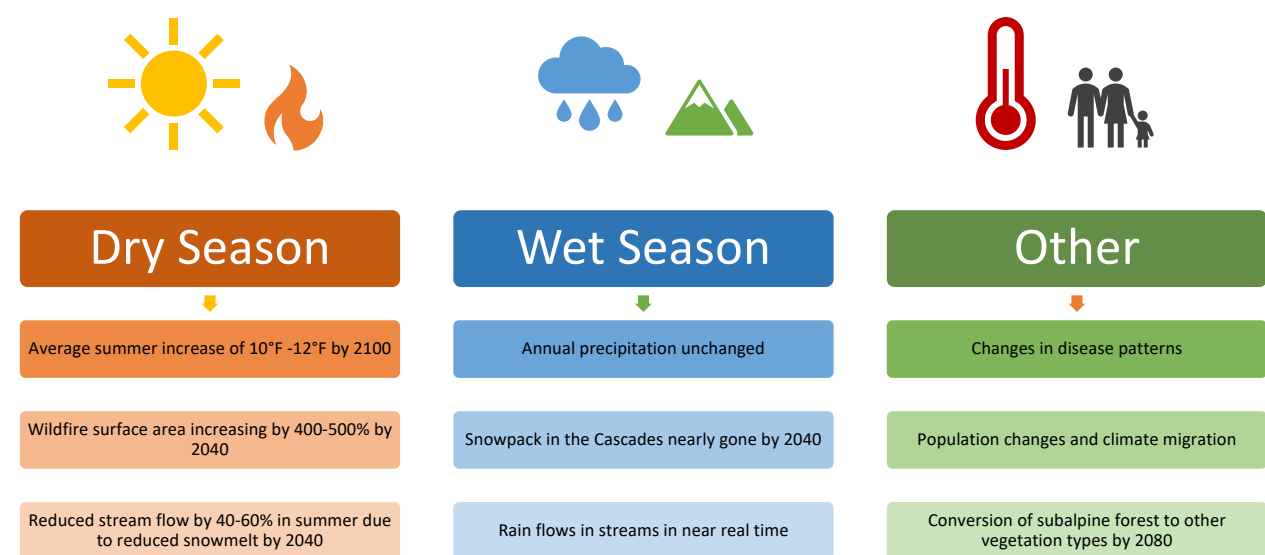 Dry Season
Average summer increase of 10°F -12°F by 2100
Wildfire surface area increasing by 400-500% by
2040
Reduced stream flow by 40-60% in summer due
to reduced snowmelt by 2040
Wet Season
Annual precipitation unchanged
Snowpack in the Cascades nearly gone by 2040
Rain flows in streams in near real time
Other
Changes in disease patterns
Population changes and climate migration
Conversion of subalpine forest to other
vegetation types by 2080